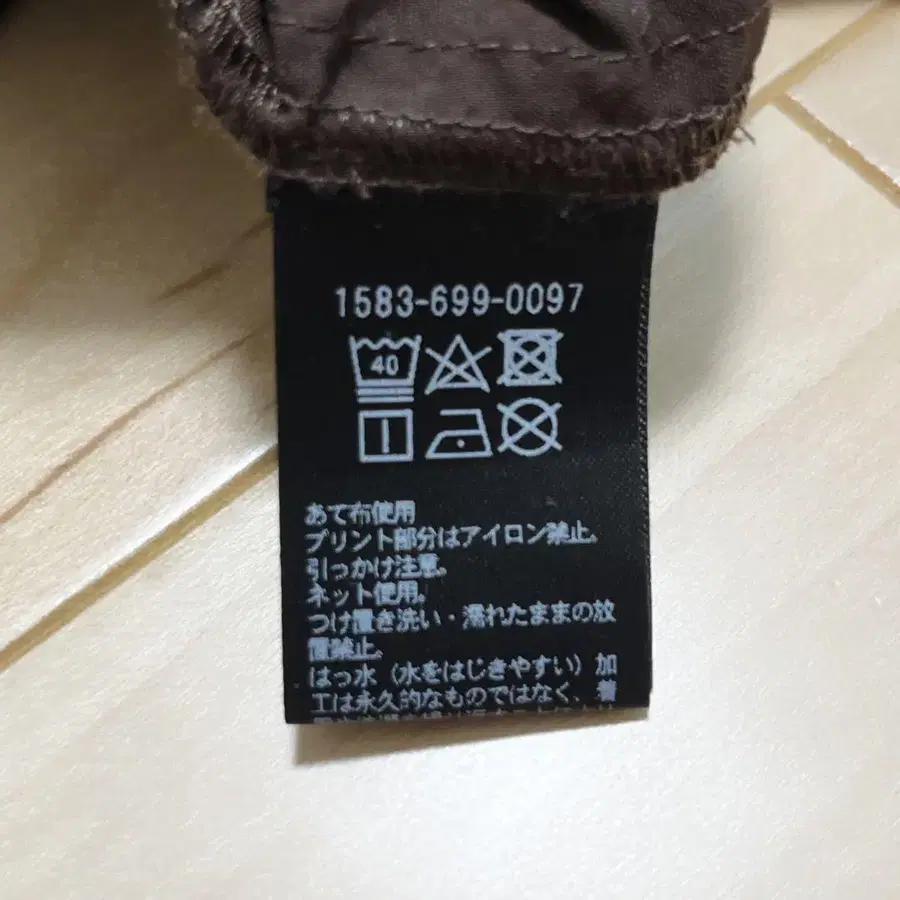 1583-699-0097
40
あて布使用
プリント部分はアイロン禁止。
引っかけ注意。
ネット使用。
つけ置き洗い・濡れたままの放
置禁止。
はっ水（水をはじきやすい）加
工は永久的なものではなく、着